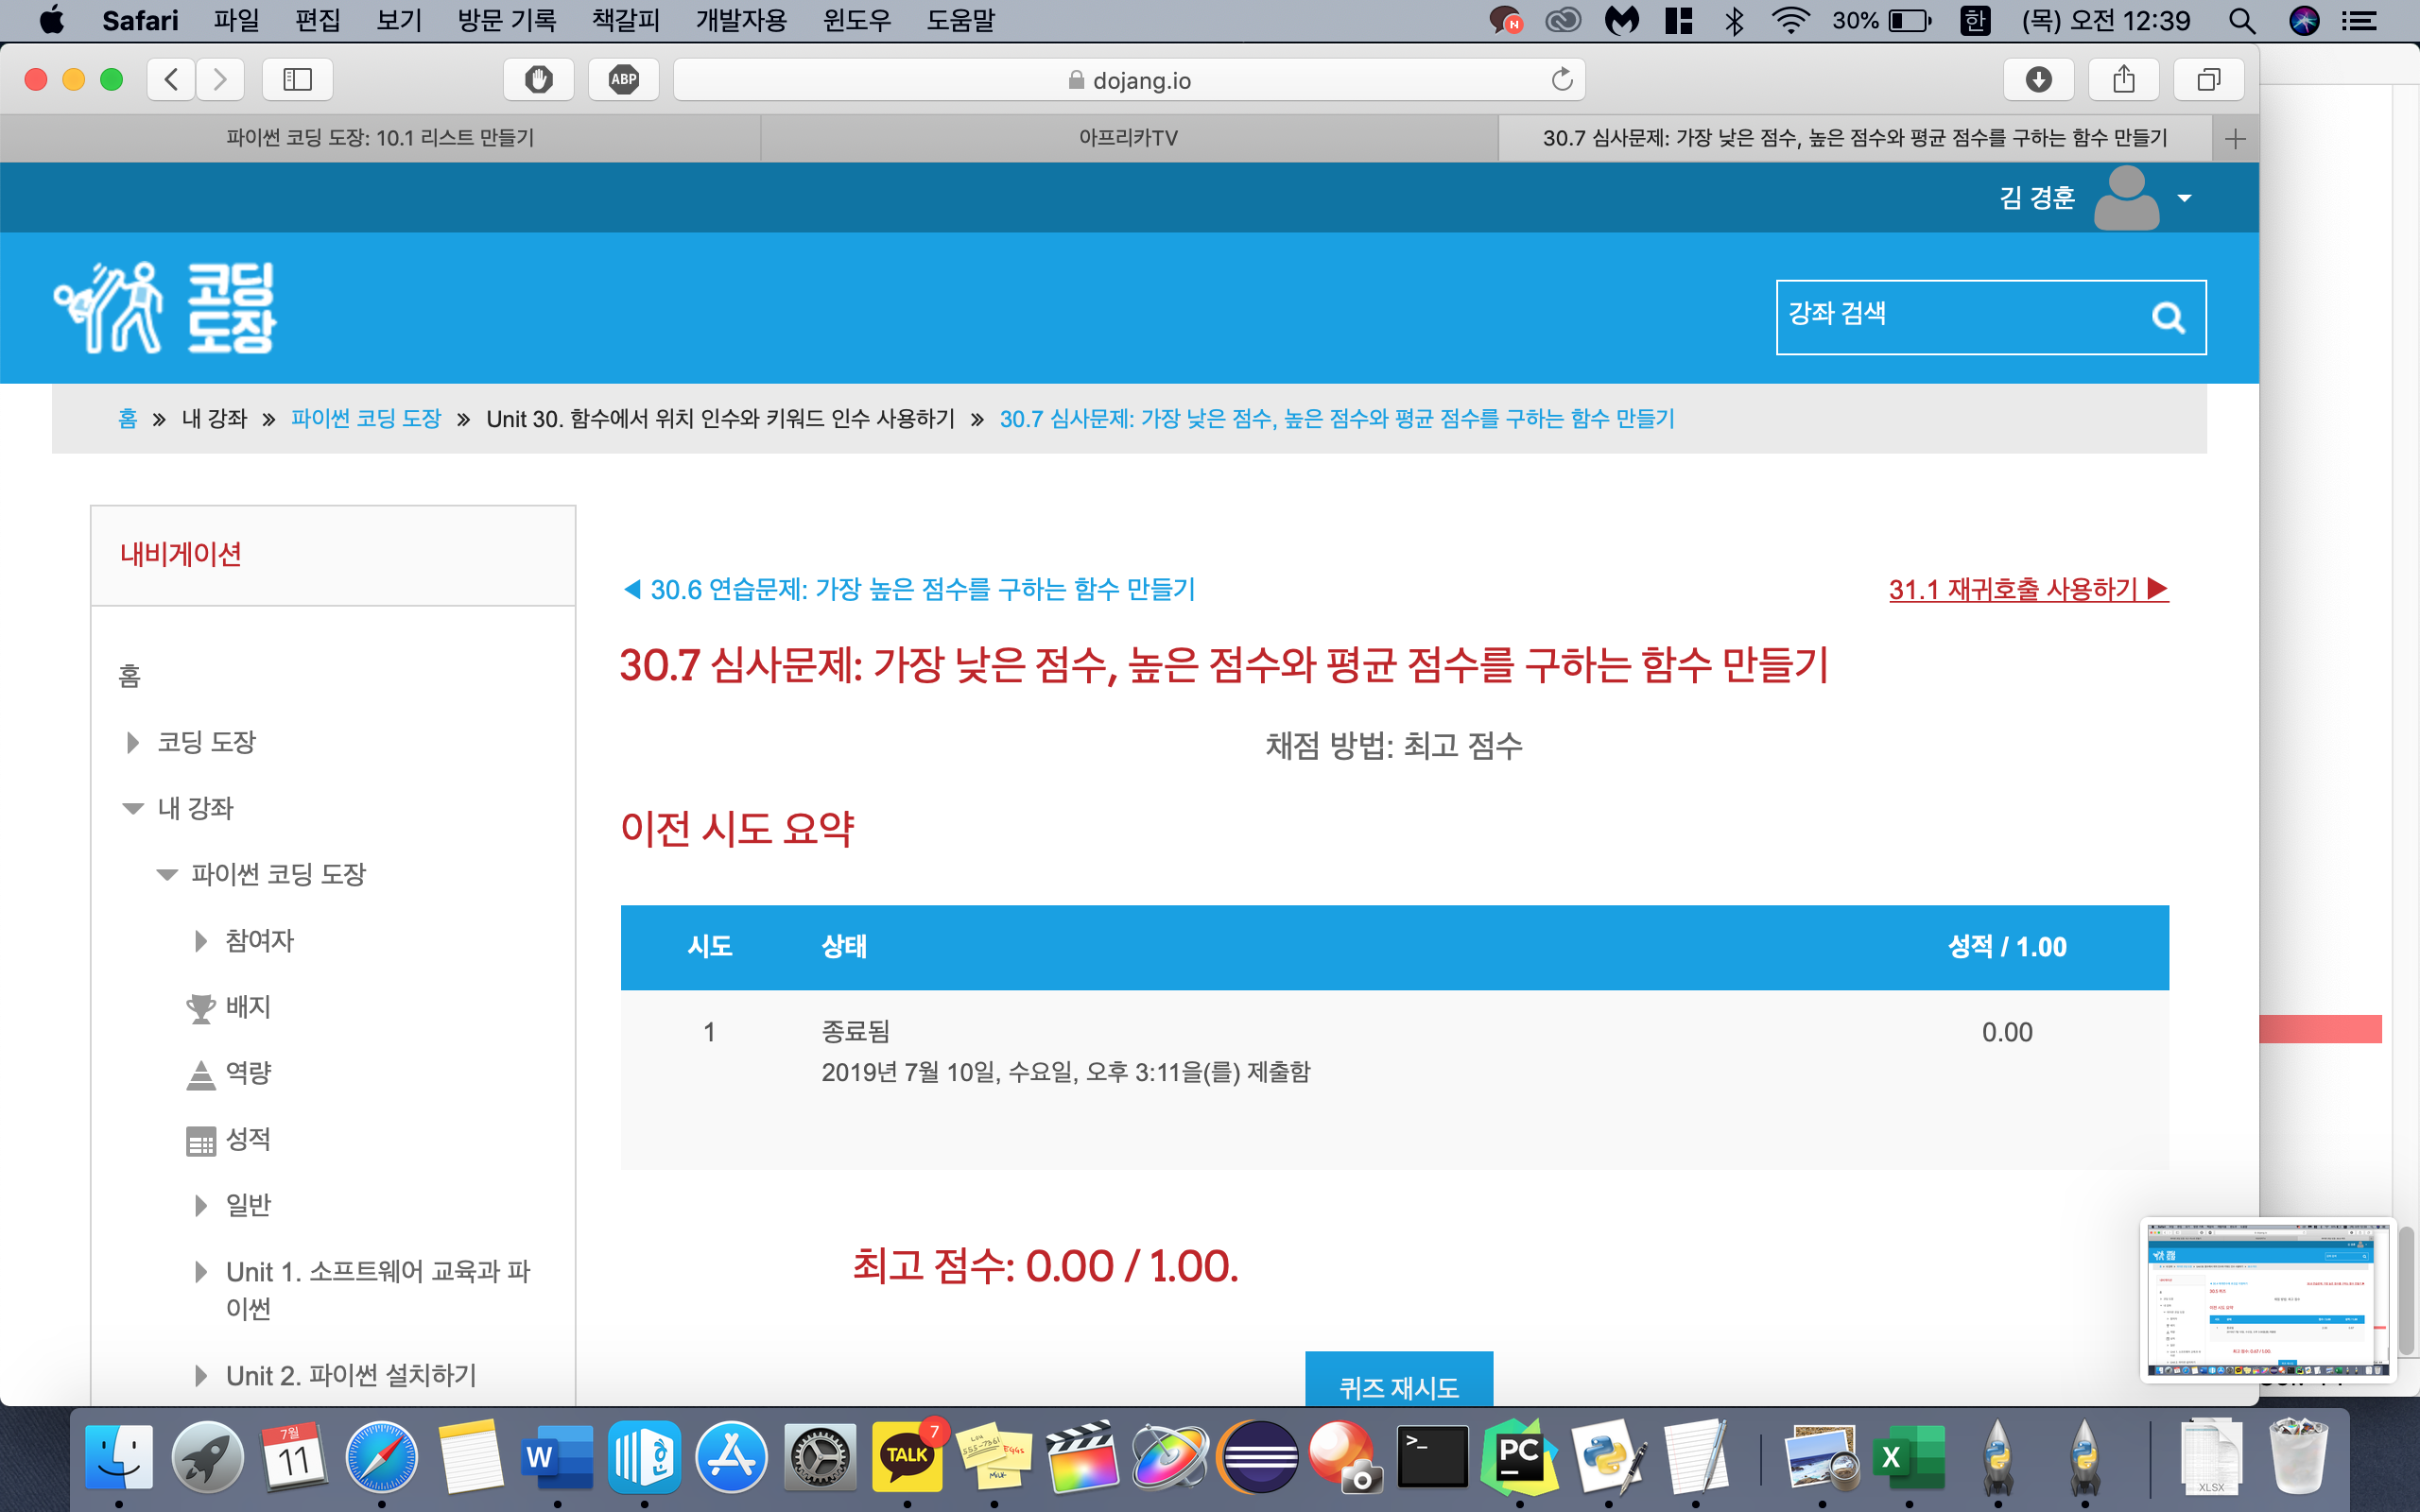 Safari 파일 편집 보기 방문 기록 책갈피 개발자용 윈도우 도움말 30% 한 (목) 오전 12:39
ABP dojang.io
파이썬 코딩 도장: 10.1 리스트 만들기 아프리카TV 30.7 심사문제: 가장 낮은 점수, 높은 점수와 평균 점수를 구하는 함수 만들기
김 경훈
코딩
도장
강좌 검색
홈 » 내 강좌 » 파이썬 코딩 도장 » Unit 30. 함수에서 위치 인수와 키워드 인수 사용하기 » 30.7 심사문제: 가장 낮은 점수, 높은 점수와 평균 점수를 구하는 함수 만들기
내비게이션
홈
코딩 도장
내 강좌
파이썬 코딩 도장
참여자
배지
역량
성적
일반
Unit 1. 소프트웨어 교육과 파
이썬
Unit 2. 파이썬 설치하기
◀ 30.6 연습문제: 가장 높은 점수를 구하는 함수 만들기
31.1 재귀호출 사용하기 ▶
30.7 심사문제: 가장 낮은 점수, 높은 점수와 평균 점수를 구하는 함수 만들기
채점 방법: 최고 점수
이전 시도 요약
시도 상태 성적 / 1.00
1 종료됨 0.00
2019년 7월 10일, 수요일, 오후 3:11을(를) 제출함
최고 점수: 0.00 / 1.00.
퀴즈 재시도
7월
11
W
TALK
7
EGGS
MILK
>_
PC
X
XLSX